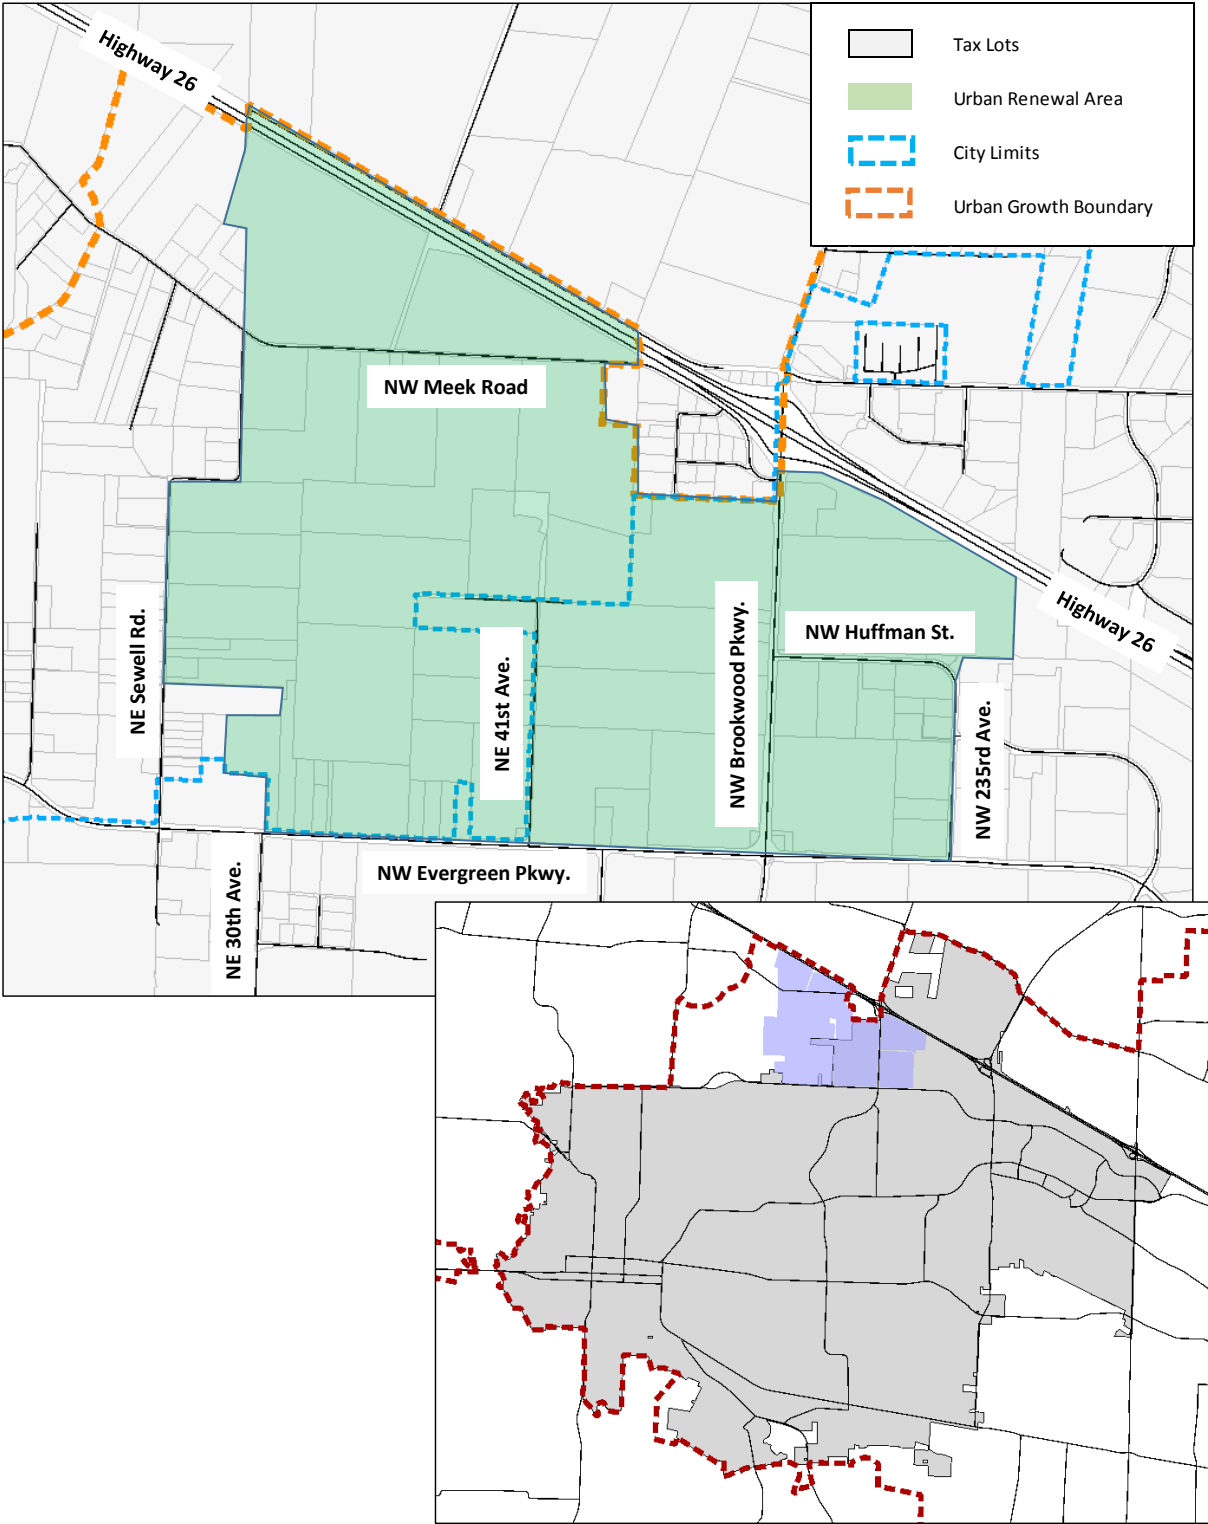 Highway 26
Tax Lots
Urban Renewal Area
City Limits
Urban Growth Boundary
NW Meek Road
NE Sewell Rd.
NE 41st Ave.
NW Brookwood Pkwy.
NW Huffman St.
Highway 26
NW 235rd Ave.
NE 30th Ave.
NW Evergreen Pkwy.